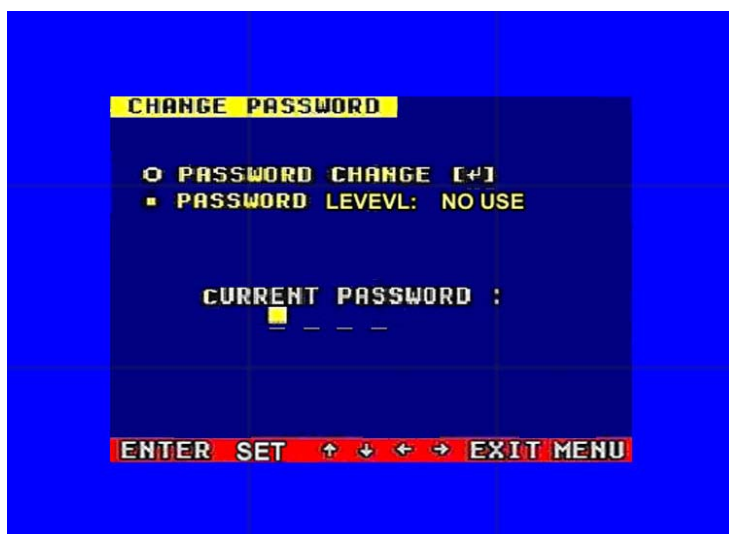 CHANGE PASSWORD
PASSWORD CHANGE [↵]
PASSWORD LEVEVL: NO USE
cURRENT PASSWORD :
_ _ _ _
ENTER SET ↑ ↓ ← → EXIT MENU